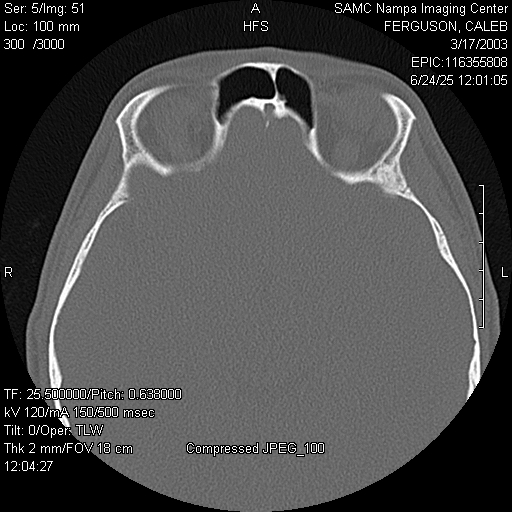 Ser: 5/Img: 51
Loc: 100 mm
300 /3000
A
HFS
SAMC Nampa Imaging Center
FERGUSON, CALEB
3/17/2003
EPIC:116355808
6/24/25 12:01:05
R
L
TF: 25.500000/Pitch: 0.638000
kV 120/mA 150/500 msec
Tilt: 0/Oper: TLW
Thk 2 mm/FOV 18 cm
12:04:27
Compressed JPEG_100